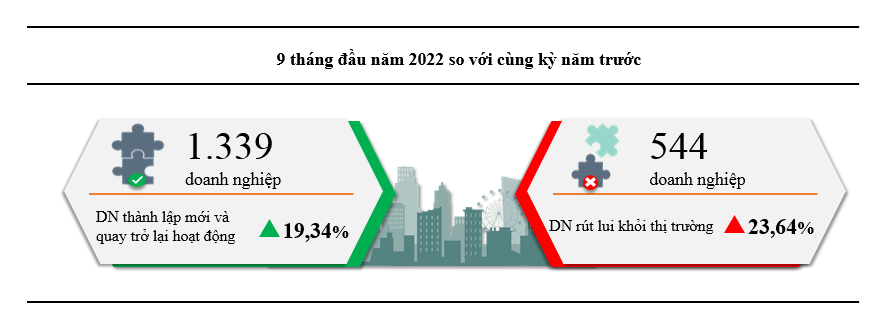 9 tháng đầu năm 2022 so với cùng kỳ năm trước
1.339
doanh nghiệp
DN thành lập mới và
quay trở lại hoạt động
19,34%
544
doanh nghiệp
DN rút lui khỏi thị trường
23,64%